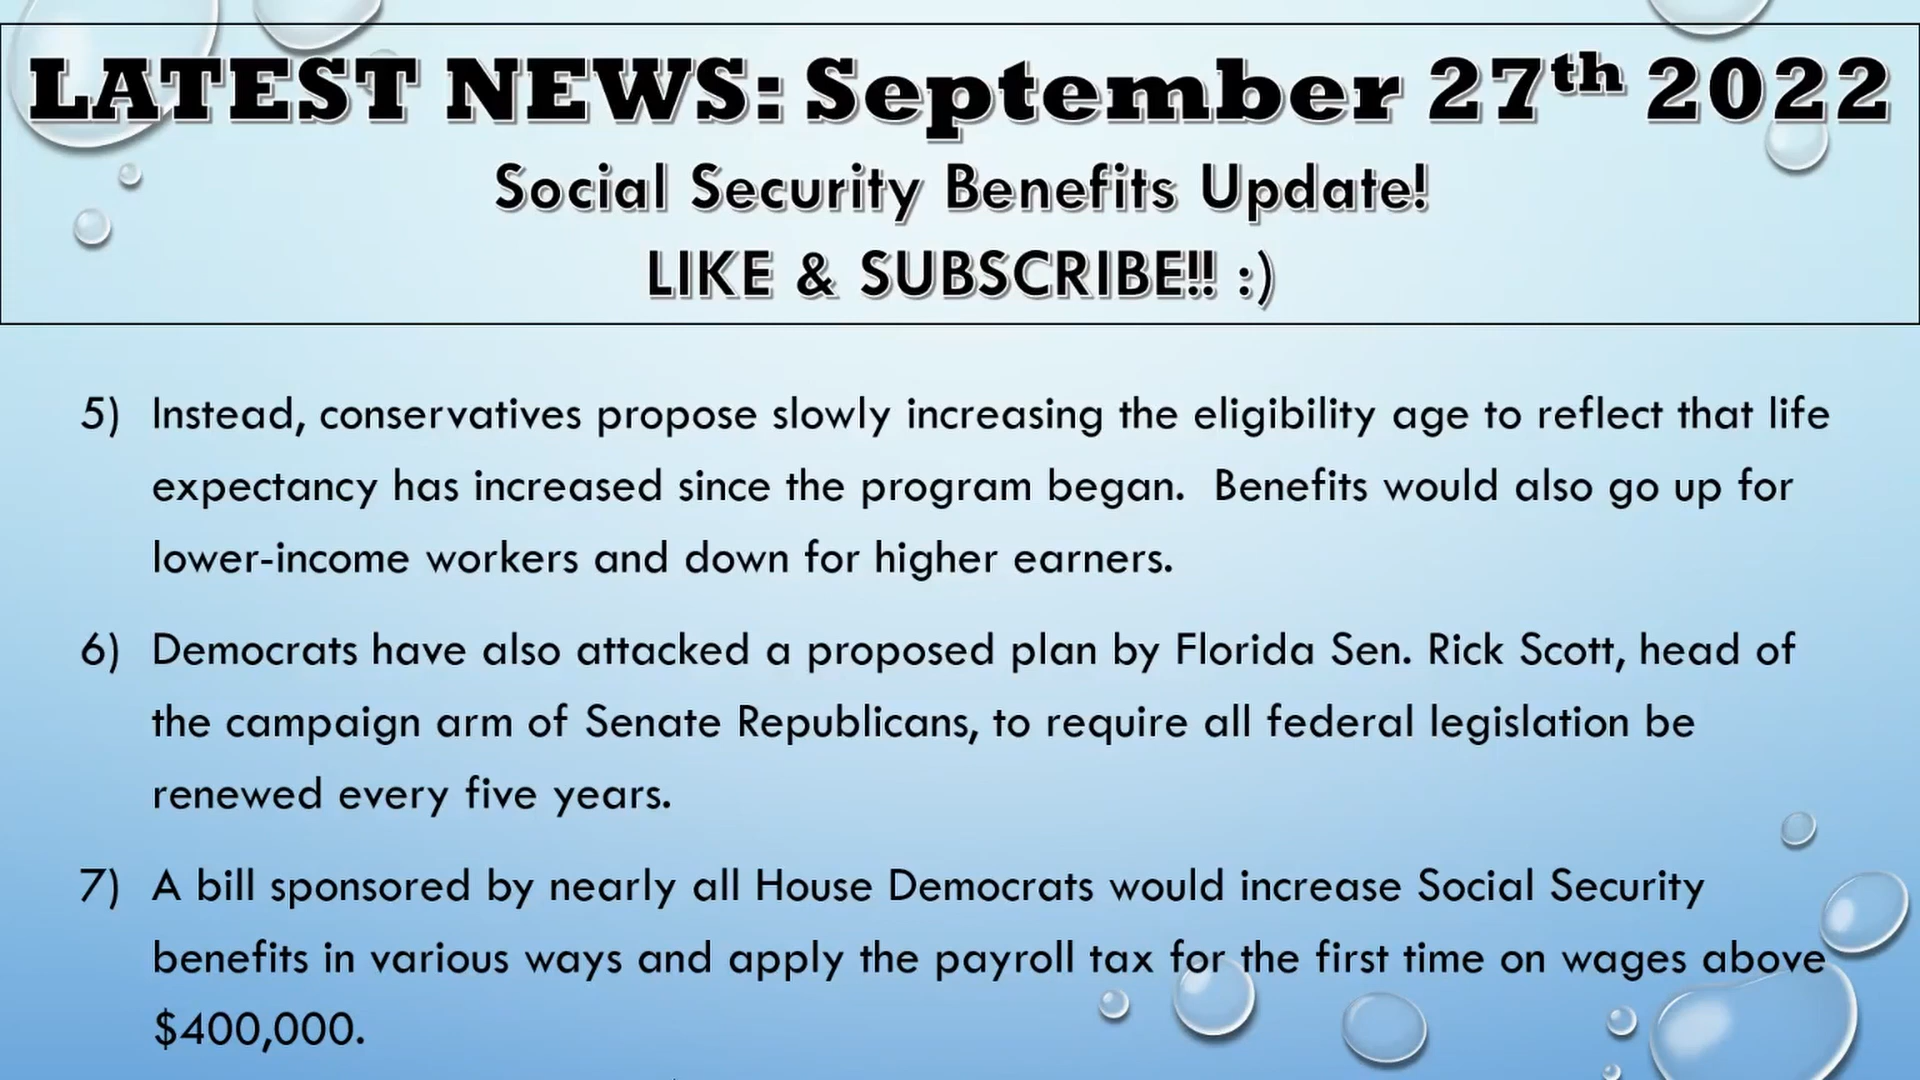 LATEST NEWS: September 27th 2022
Social Security Benefits Update!
LIKE & SUBSCRIBE!! :)
5) Instead, conservatives propose slowly increasing the eligibility age to reflect that life
expectancy has increased since the program began.  Benefits would also go up for
lower-income workers and down for higher earners.
6) Democrats have also attacked a proposed plan by Florida Sen. Rick Scott, head of
the campaign arm of Senate Republicans, to require all federal legislation be
renewed every five years.
7) A bill sponsored by nearly all House Democrats would increase Social Security
benefits in various ways and apply the payroll tax for the first time on wages above
$400,000.